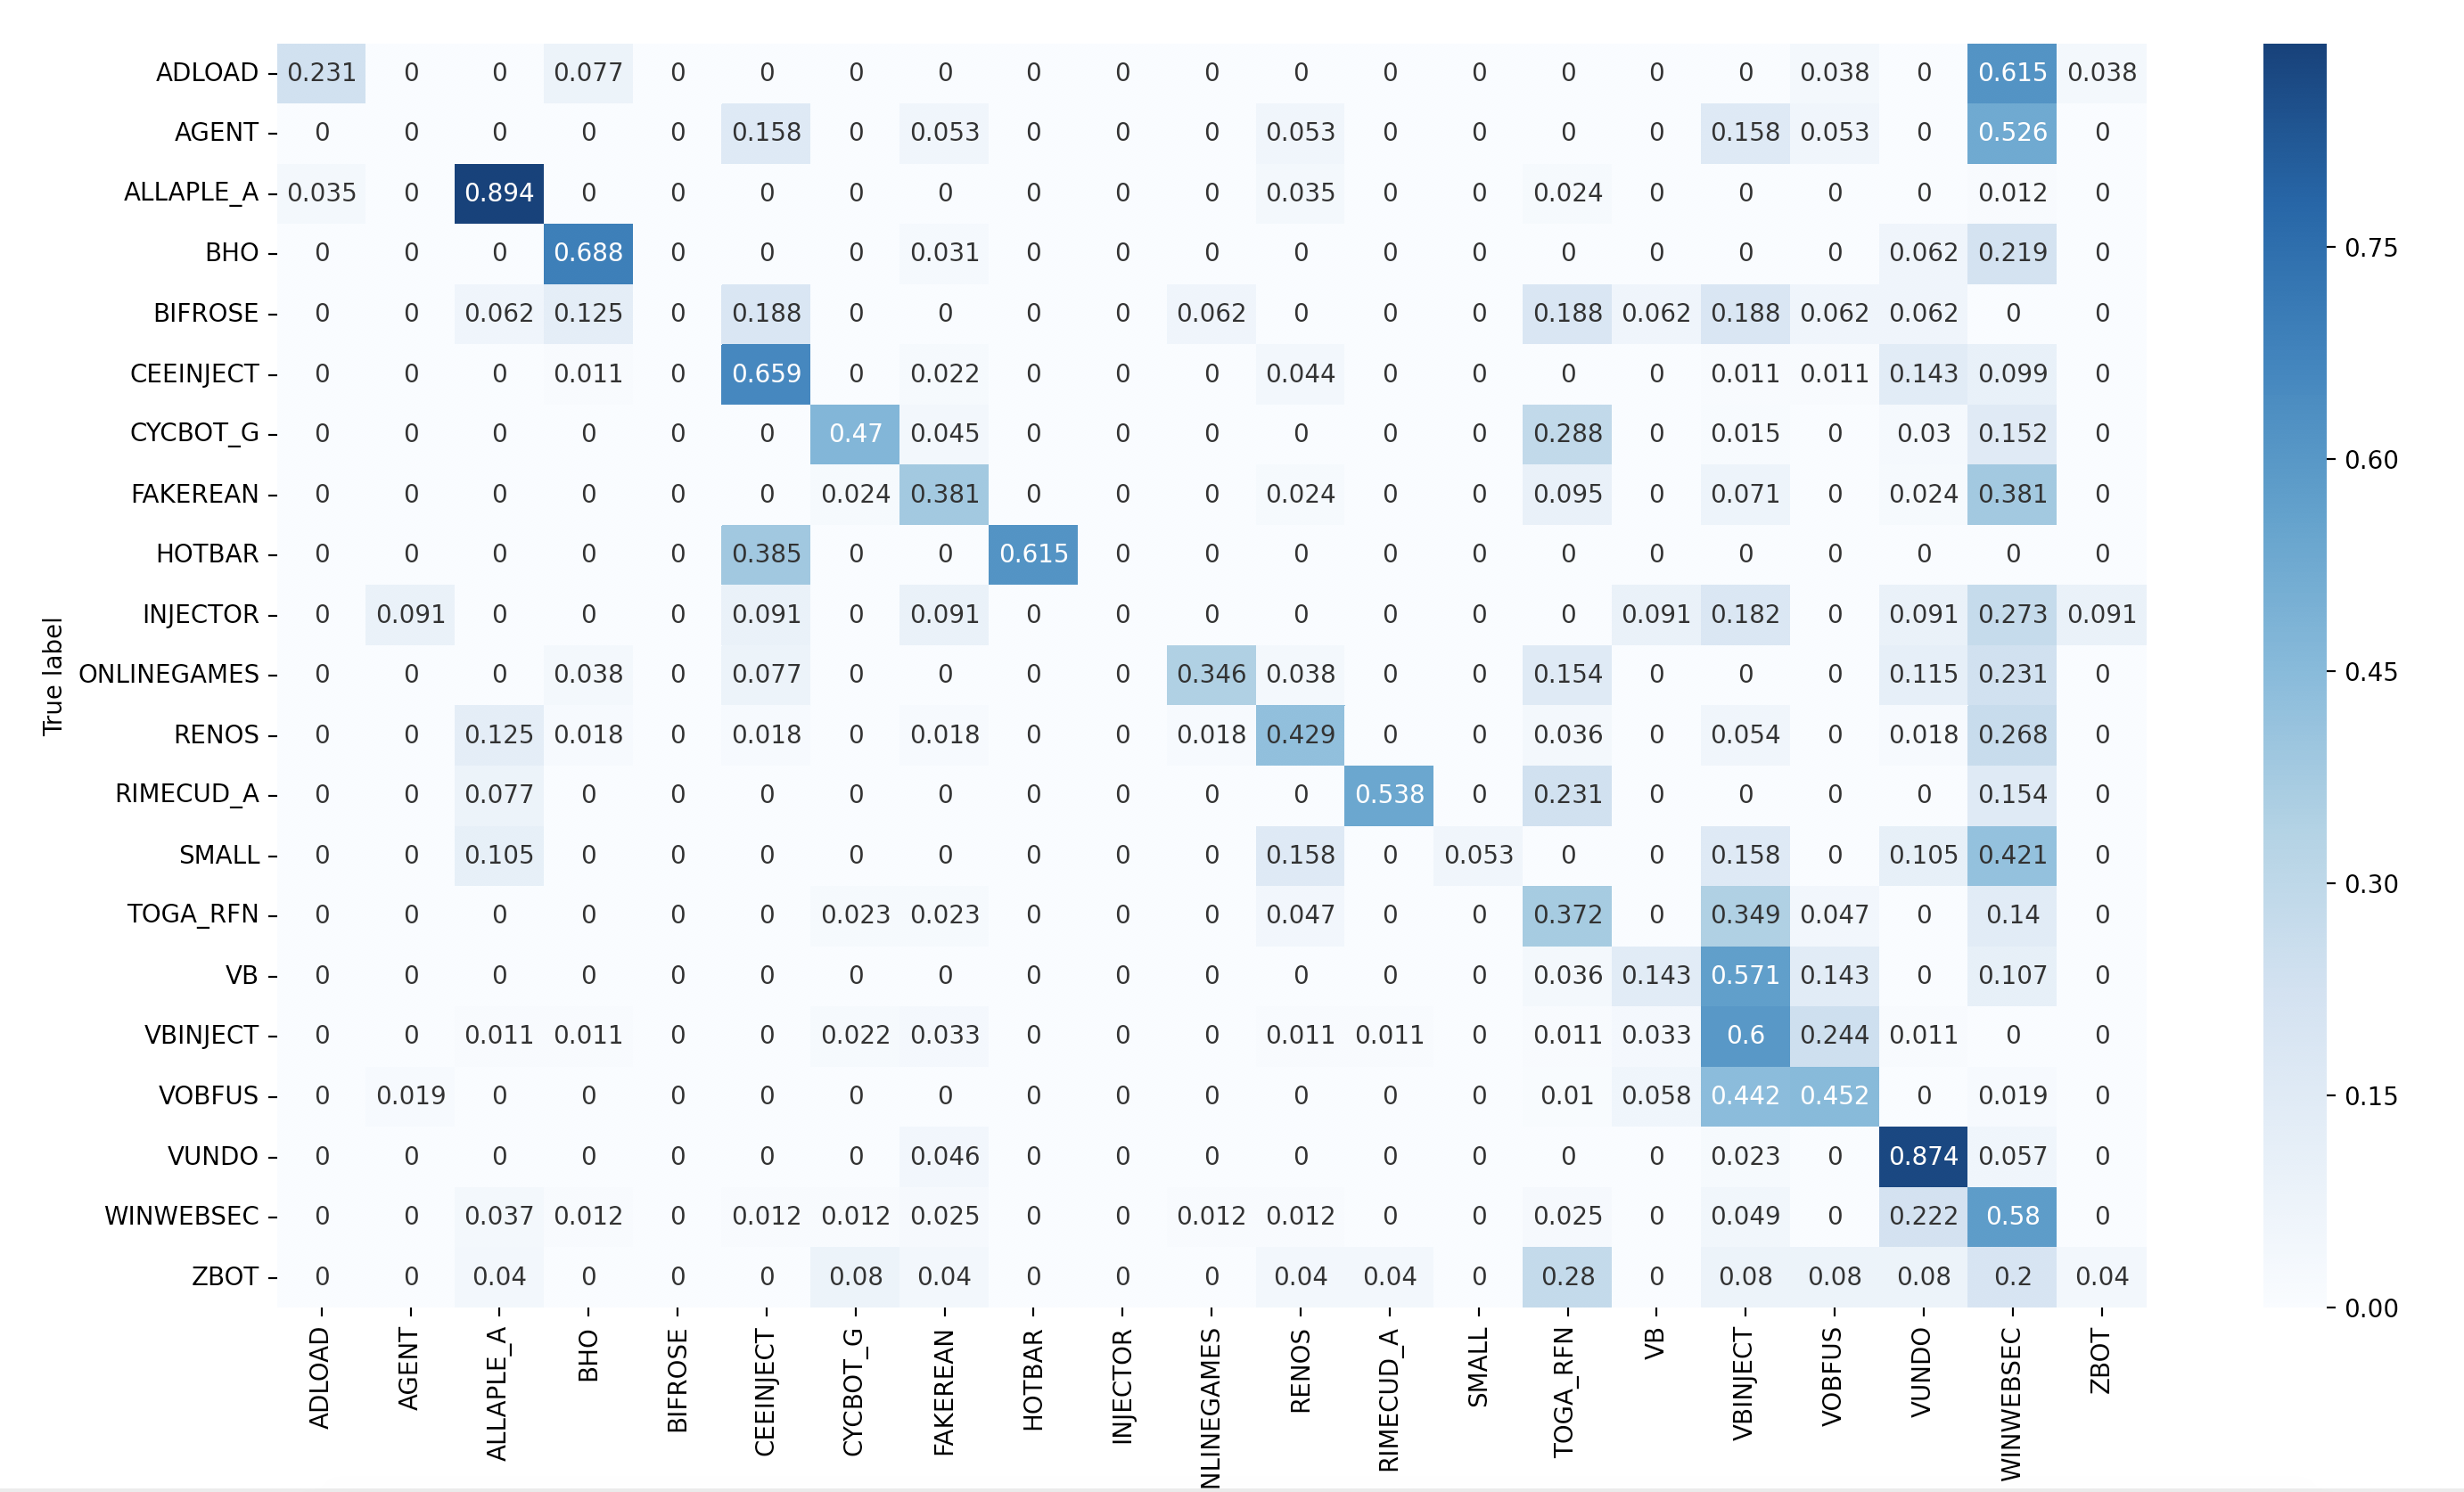 ADLOAD 0.231 0 0 0.077 0 0 0 0 0 0 0 0 0 0 0 0 0 0.038 0 0.615 0.038
AGENT 0 0 0 0 0 0.158 0 0.053 0 0 0 0.053 0 0 0 0 0.158 0.053 0 0.526 0
ALLAPLE_A 0.035 0 0.894 0 0 0 0 0 0 0 0 0.035 0 0 0.024 0 0 0 0 0.012 0
BHO 0 0 0 0.688 0 0 0 0.031 0 0 0 0 0 0 0 0 0 0 0.062 0.219 0
BIFROSE 0 0 0.062 0.125 0 0.188 0 0 0 0 0.062 0 0 0 0.188 0.062 0.188 0.062 0.062 0 0
CEEINJECT 0 0 0 0.011 0 0.659 0 0.022 0 0 0 0.044 0 0 0 0 0.011 0.011 0.143 0.099 0
CYCBOT_G 0 0 0 0 0 0 0.47 0.045 0 0 0 0 0 0 0.288 0 0.015 0 0.03 0.152 0
FAKEREAN 0 0 0 0 0 0 0.024 0.381 0 0 0 0.024 0 0 0.095 0 0.071 0 0.024 0.381 0
HOTBAR 0 0 0 0 0 0.385 0 0 0.615 0 0 0 0 0 0 0 0 0 0 0 0
INJECTOR 0 0.091 0 0 0 0.091 0 0.091 0 0 0 0 0 0 0 0.091 0.182 0 0.091 0.273 0.091
ONLINEGAMES 0 0 0 0.038 0 0.077 0 0 0 0 0.346 0.038 0 0 0.154 0 0 0 0.115 0.231 0
RENOS 0 0 0.125 0.018 0 0.018 0 0.018 0 0 0.018 0.429 0 0 0.036 0 0.054 0 0.018 0.268 0
RIMECUD_A 0 0 0.077 0 0 0 0 0 0 0 0 0 0.538 0 0.231 0 0 0 0 0.154 0
SMALL 0 0 0.105 0 0 0 0 0 0 0 0 0.158 0 0.053 0 0 0.158 0 0.105 0.421 0
TOGA_RFN 0 0 0 0 0 0 0.023 0.023 0 0 0 0.047 0 0 0.372 0 0.349 0.047 0 0.14 0
VB 0 0 0 0 0 0 0 0 0 0 0 0 0 0 0.036 0.143 0.571 0.143 0 0.107 0
VBINJECT 0 0 0.011 0.011 0 0 0.022 0.033 0 0 0 0.011 0.011 0 0.011 0.033 0.6 0.244 0.011 0 0
VOBFUS 0 0.019 0 0 0 0 0 0 0 0 0 0 0 0 0.01 0.058 0.442 0.452 0 0.019 0
VUNDO 0 0 0 0 0 0 0 0.046 0 0 0 0 0 0 0 0 0.023 0 0.874 0.057 0
WINWEBSEC 0 0 0.037 0.012 0 0.012 0.012 0.025 0 0 0.012 0.012 0 0 0.025 0 0.049 0 0.222 0.58 0
ZBOT 0 0 0.04 0 0 0 0.08 0.04 0 0 0 0.04 0.04 0 0.28 0 0.08 0.08 0.08 0.2 0.04
True label
ADLOAD
AGENT
ALLAPLE_A
BHO
BIFROSE
CEEINJECT
CYCBOT_G
FAKEREAN
HOTBAR
INJECTOR
NLINEGAMES
RENOS
RIMECUD_A
SMALL
TOGA_RFN
VB
VBINJECT
VOBFUS
VUNDO
WINWEBSEC
ZBOT
0.75
0.60
0.45
0.30
0.15
0.00